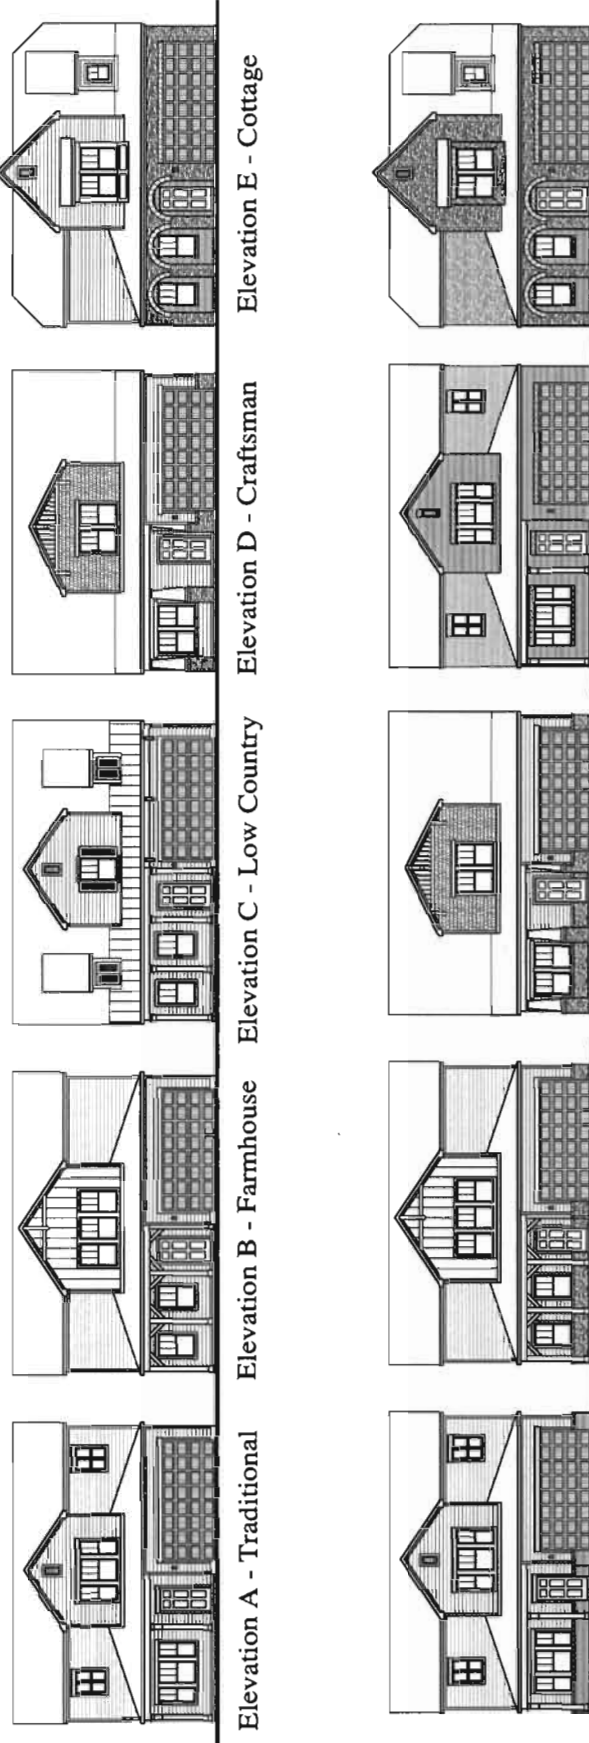 Elevation A - Traditional
Elevation B - Farmhouse
Elevation C - Low Country
Elevation D - Craftsman
Elevation E - Cottage